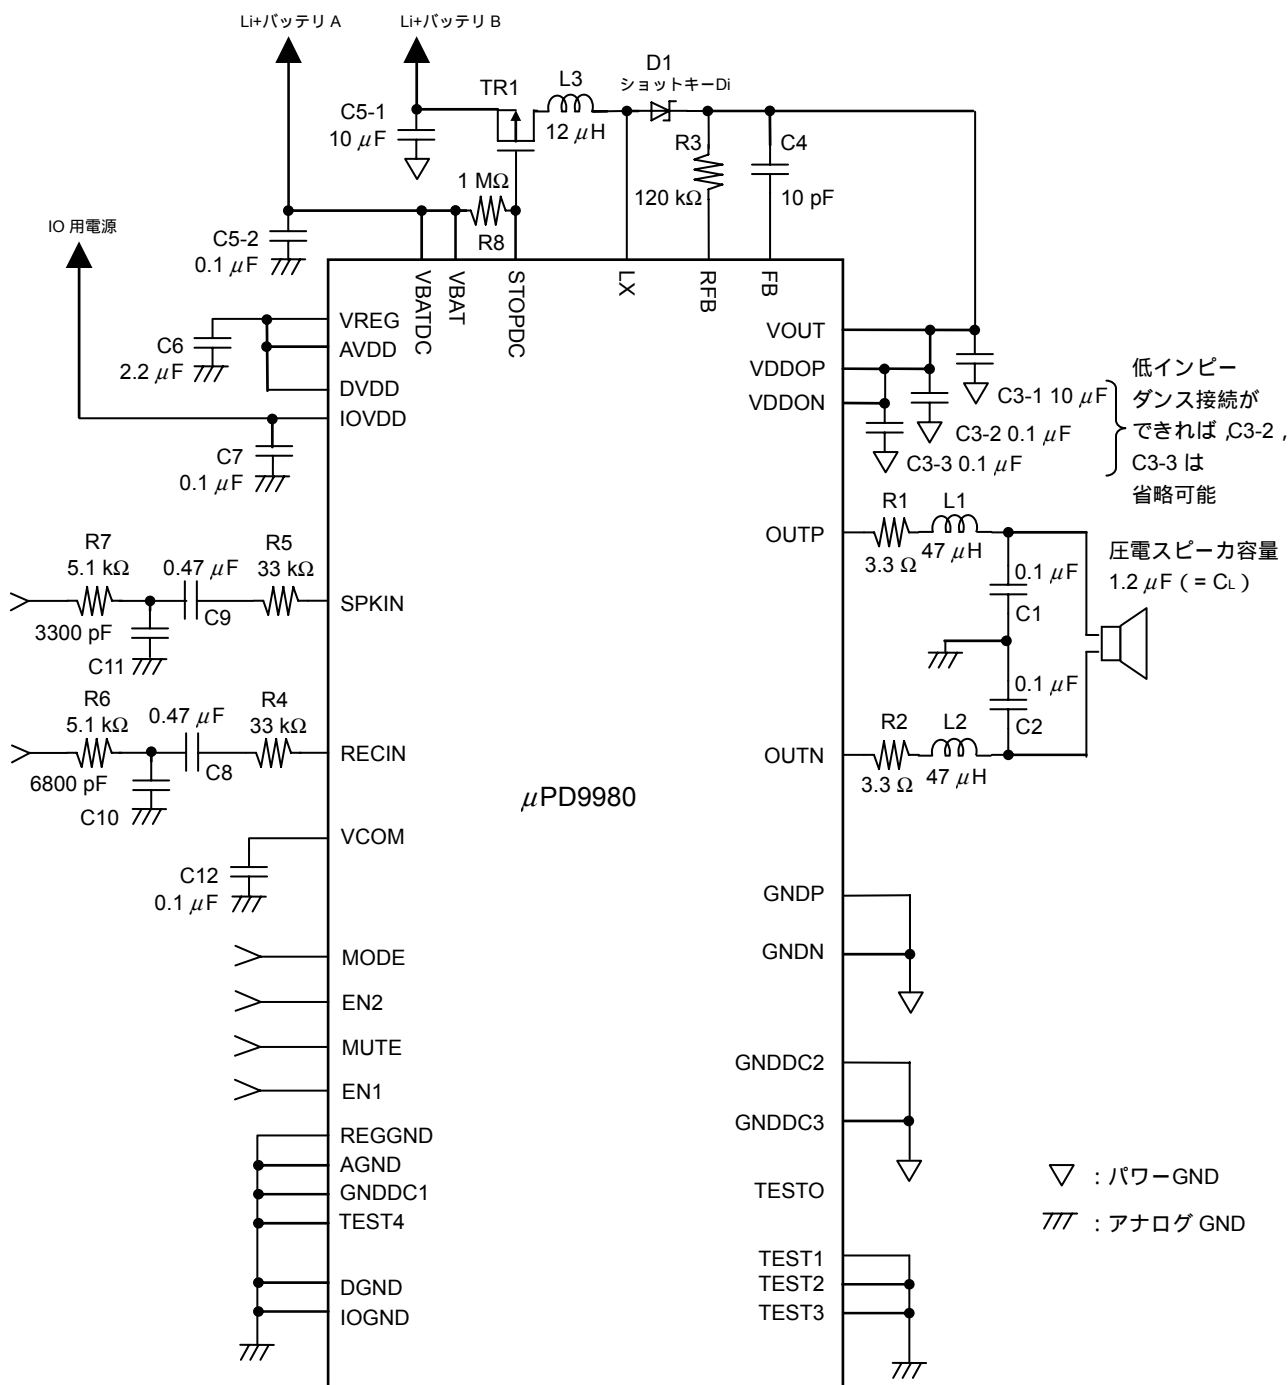 Li+バッテリ A
Li+バッテリ B
TR1
L3
12 μH
D1
ショットキーDi
C5-1
10 μF
R3
120 kΩ
C4
10 pF
1 MΩ
R8
IO 用電源
C5-2
0.1 μF
VBATDC
VBAT
STOPDC
LX
RFB
FB
VREG
AVDD
DVDD
IOVDD
C6
2.2 μF
C7
0.1 μF
VOUT
VDDOP
VDDON
C3-1 10 μF
C3-2 0.1 μF
C3-3 0.1 μF
低インピー
ダンス接続が
できれば ,C3-2 ,
C3-3 は
省略可能
R7
5.1 kΩ
0.47 μF
R5
33 kΩ
SPKIN
3300 pF
C9
C11
OUTP
R1
3.3 Ω
L1
47 μH
0.1 μF
C1
圧電スピーカ容量
1.2 μF ( = CL )
R6
5.1 kΩ
0.47 μF
R4
33 kΩ
RECIN
6800 pF
C8
C10
0.1 μF
C2
OUTN
R2
3.3 Ω
L2
47 μH
μPD9980
VCOM
C12
0.1 μF
MODE
EN2
MUTE
EN1
REGGND
AGND
GNDDC1
TEST4
DGND
IOGND
GNDP
GNDN
GNDDC2
GNDDC3
TESTO
TEST1
TEST2
TEST3
: パワーGND
: アナログ GND